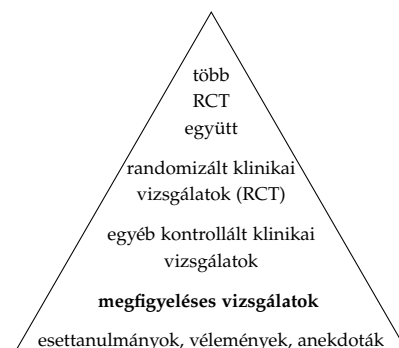 több
RCT
együtt
randomizált klinikai
vizsgálatok (RCT)
egyéb kontrollált klinikai
vizsgálatok
megfigyeléses vizsgálatok
esettanulmányok, vélemények, anekdoták